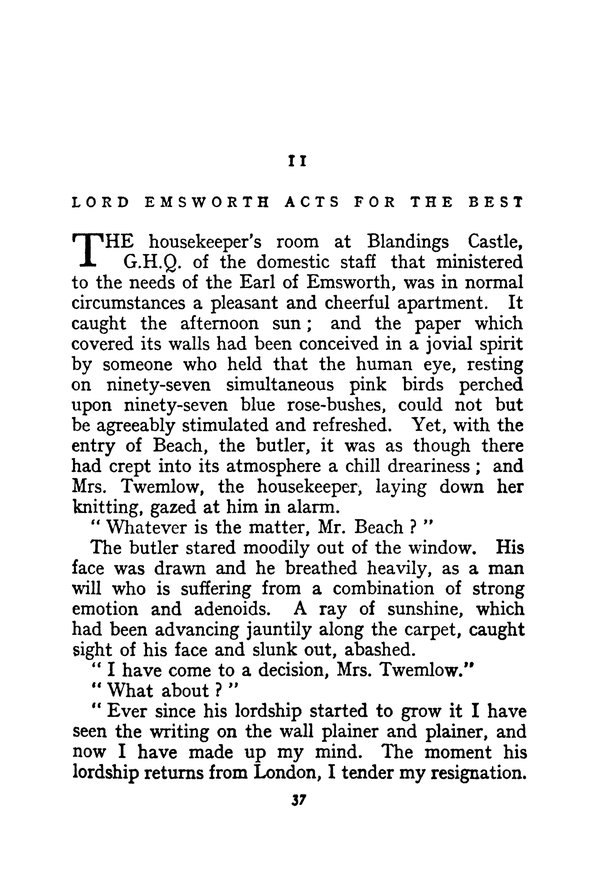 II
LORD EMSWORTH ACTS FOR THE BEST
THE housekeeper's room at Blandings Castle,
G.H.Q. of the domestic staff that ministered
to the needs of the Earl of Emsworth, was in normal
circumstances a pleasant and cheerful apartment. It
caught the afternoon sun ; and the paper which
covered its walls had been conceived in a jovial spirit
by someone who held that the human eye, resting
on ninety-seven simultaneous pink birds perched
upon ninety-seven blue rose-bushes, could not but
be agreeably stimulated and refreshed. Yet, with the
entry of Beach, the butler, it was as though there
had crept into its atmosphere a chill dreariness ; and
Mrs. Twemlow, the housekeeper, laying down her
knitting, gazed at him in alarm.
" Whatever is the matter, Mr. Beach ? "
The butler stared moodily out of the window. His
face was drawn and he breathed heavily, as a man
will who is suffering from a combination of strong
emotion and adenoids. A ray of sunshine, which
had been advancing jauntily along the carpet, caught
sight of his face and slunk out, abashed.
" I have come to a decision, Mrs. Twemlow."
" What about ? "
" Ever since his lordship started to grow it I have
seen the writing on the wall plainer and plainer, and
now I have made up my mind. The moment his
lordship returns from London, I tender my resignation.
37